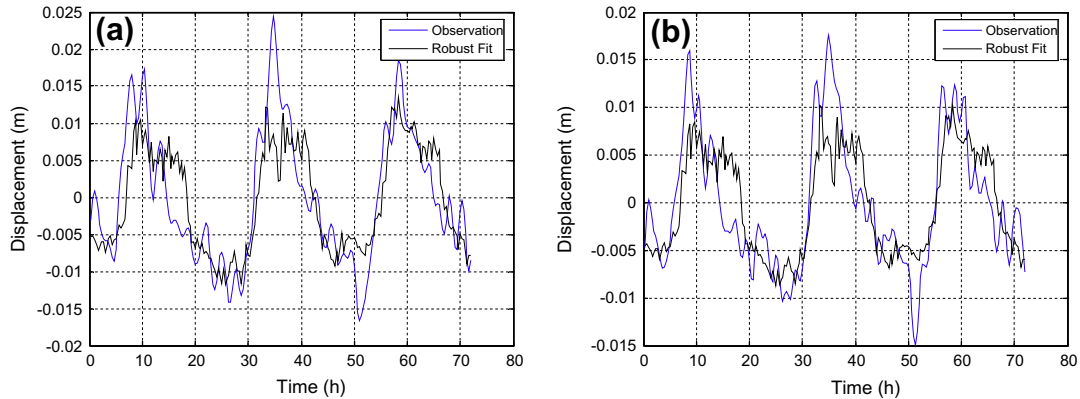 (a)
Observation
Robust Fit
0.025
0.02
0.015
0.01
0.005
0
-0.005
-0.01
-0.015
-0.02
Displacement (m)
0 10 20 30 40 50 60 70 80
Time (h)
(b)
Observation
Robust Fit
0.02
0.015
0.01
0.005
0
-0.005
-0.01
-0.015
Displacement (m)
0 10 20 30 40 50 60 70 80
Time (h)